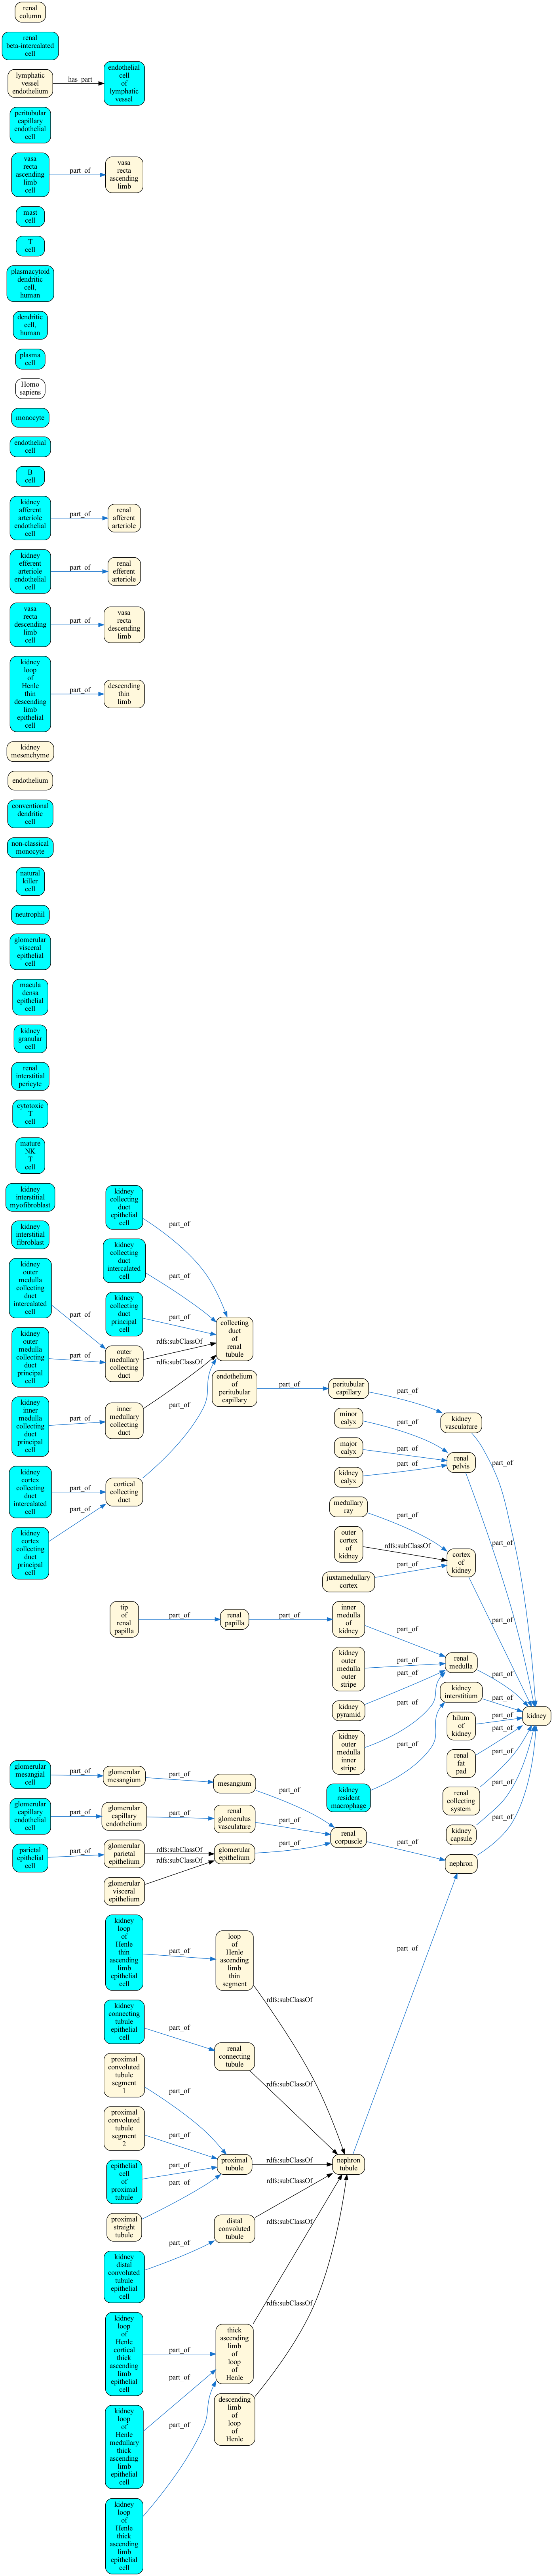 renal
column
renal
beta-intercalated
cell
lymphatic
vessel
endothelium
has_part
endothelial
cell
of
lymphatic
vessel
peritubular
capillary
endothelial
cell
vasa
recta
ascending
limb
cell
part_of
vasa
recta
ascending
limb
mast
cell
T
cell
plasmacytoid
dendritic
cell,
human
dendritic
cell,
human
plasma
cell
Homo
sapiens
monocyte
endothelial
cell
B
cell
kidney
afferent
arteriole
endothelial
cell
part_of
renal
afferent
arteriole
kidney
efferent
arteriole
endothelial
cell
part_of
renal
efferent
arteriole
vasa
recta
descending
limb
cell
part_of
vasa
recta
descending
limb
kidney
loop
of
Henle
thin
descending
limb
epithelial
cell
part_of
descending
thin
limb
kidney
mesenchyme
endothelium
conventional
dendritic
cell
non-classical
monocyte
natural
killer
cell
neutrophil
glomerular
visceral
epithelial
cell
macula
densa
epithelial
cell
kidney
granular
cell
renal
interstitial
pericyte
cytotoxic
T
cell
mature
NK
T
cell
kidney
interstitial
myofibroblast
kidney
interstitial
fibroblast
kidney
outer
medulla
collecting
duct
intercalated
cell
part_of
kidney
outer
medulla
collecting
duct
principal
cell
part_of
kidney
inner
medulla
collecting
duct
principal
cell
part_of
kidney
cortex
collecting
duct
intercalated
cell
part_of
kidney
cortex
collecting
duct
principal
cell
part_of
kidney
collecting
duct
epithelial
cell
part_of
kidney
collecting
duct
intercalated
cell
part_of
kidney
collecting
duct
principal
cell
part_of
outer
medullary
collecting
duct
rdfs:subClassOf
inner
medullary
collecting
duct
rdfs:subClassOf
cortical
collecting
duct
part_of
collecting
duct
of
renal
tubule
endothelium
of
peritubular
capillary
part_of
peritubular
capillary
part_of
kidney
vasculature
part_of
minor
calyx
part_of
major
calyx
part_of
kidney
calyx
part_of
renal
pelvis
part_of
medullary
ray
part_of
outer
cortex
of
kidney
rdfs:subClassOf
juxtamedullary
cortex
part_of
cortex
of
kidney
part_of
tip
of
renal
papilla
part_of
renal
papilla
part_of
inner
medulla
of
kidney
part_of
kidney
outer
medulla
outer
stripe
part_of
kidney
pyramid
part_of
kidney
outer
medulla
inner
stripe
part_of
renal
medulla
part_of
kidney
resident
macrophage
part_of
kidney
interstitium
part_of
hilum
of
kidney
part_of
renal
fat
pad
part_of
renal
collecting
system
part_of
kidney
capsule
part_of
kidney
glomerular
mesangial
cell
part_of
glomerular
mesangium
part_of
mesangium
part_of
glomerular
capillary
endothelial
cell
part_of
glomerular
capillary
endothelium
part_of
renal
glomerulus
vasculature
part_of
parietal
epithelial
cell
part_of
glomerular
parietal
epithelium
rdfs:subClassOf
glomerular
visceral
epithelium
rdfs:subClassOf
glomerular
epithelium
part_of
renal
corpuscle
part_of
nephron
part_of
kidney
loop
of
Henle
thin
ascending
limb
epithelial
cell
part_of
loop
of
Henle
ascending
limb
thin
segment
rdfs:subClassOf
kidney
connecting
tubule
epithelial
cell
part_of
renal
connecting
tubule
rdfs:subClassOf
proximal
convoluted
tubule
segment
1
part_of
proximal
convoluted
tubule
segment
2
part_of
epithelial
cell
of
proximal
tubule
part_of
proximal
straight
tubule
part_of
proximal
tubule
rdfs:subClassOf
kidney
distal
convoluted
tubule
epithelial
cell
part_of
distal
convoluted
tubule
rdfs:subClassOf
nephron
tubule
part_of
kidney
loop
of
Henle
cortical
thick
ascending
limb
epithelial
cell
part_of
kidney
loop
of
Henle
medullary
thick
ascending
limb
epithelial
cell
part_of
kidney
loop
of
Henle
thick
ascending
limb
epithelial
cell
part_of
thick
ascending
limb
of
loop
of
Henle
rdfs:subClassOf
descending
limb
of
loop
of
Henle
rdfs:subClassOf